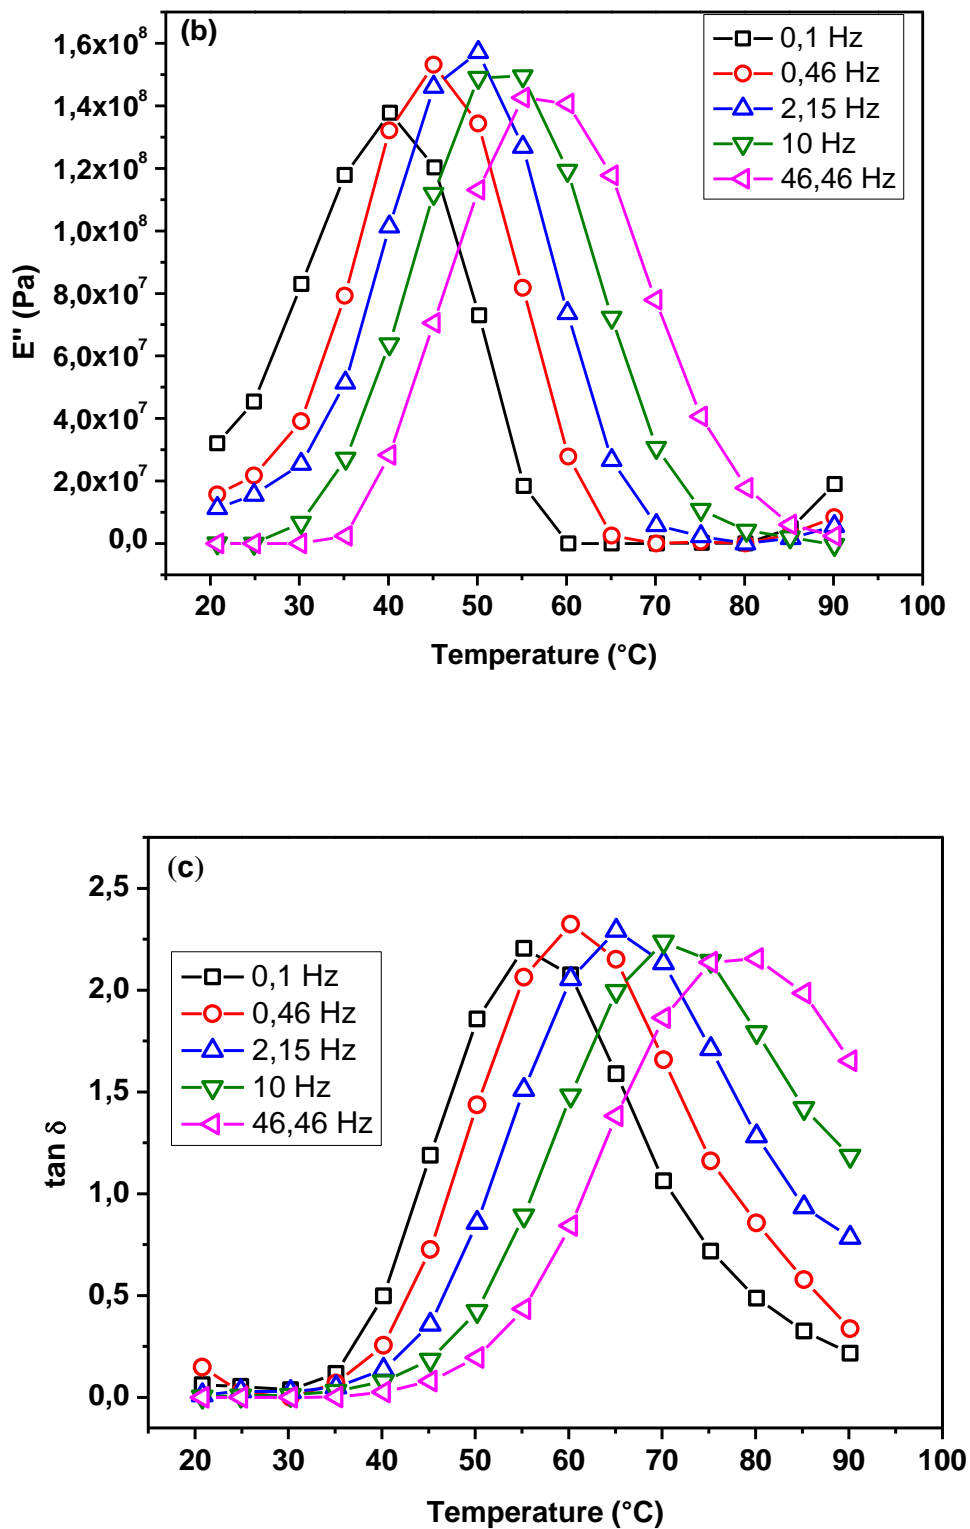 (b)
0,1 Hz
0,46 Hz
2,15 Hz
10 Hz
46,46 Hz
1,6x10⁸
1,4x10⁸
1,2x10⁸
1,0x10⁸
8,0x10⁷
6,0x10⁷
4,0x10⁷
2,0x10⁷
0,0
E'' (Pa)
20 30 40 50 60 70 80 90 100
Temperature (°C)
(c)
2,5
2,0
1,5
1,0
0,5
0,0
tan δ
0,1 Hz
0,46 Hz
2,15 Hz
10 Hz
46,46 Hz
20 30 40 50 60 70 80 90 100
Temperature (°C)